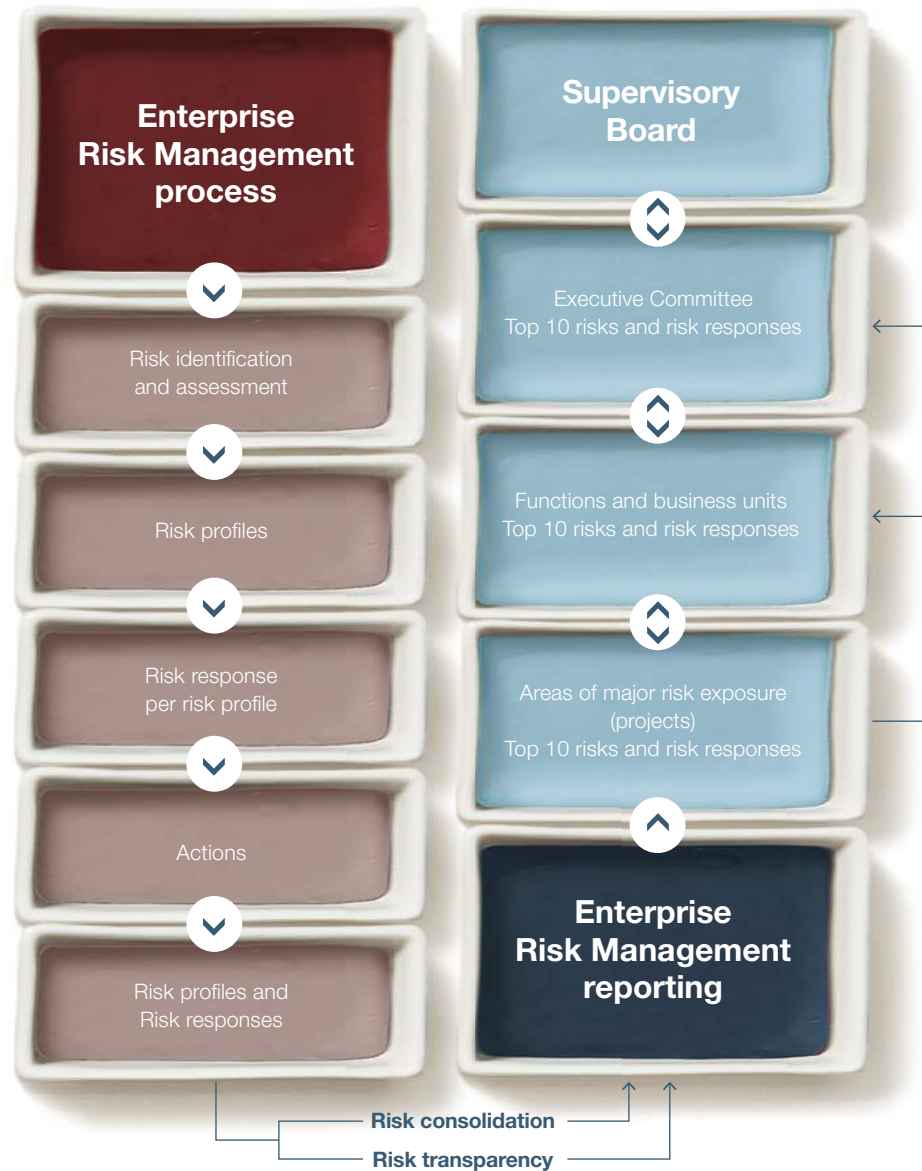 Enterprise
Risk Management
process
Risk identification
and assessment
Risk profiles
Risk response
per risk profile
Actions
Risk profiles and
Risk responses
Supervisory
Board
Executive Committee
Top 10 risks and risk responses
Functions and business units
Top 10 risks and risk responses
Areas of major risk exposure
(projects)
Top 10 risks and risk responses
Enterprise
Risk Management
reporting
Risk consolidation
Risk transparency